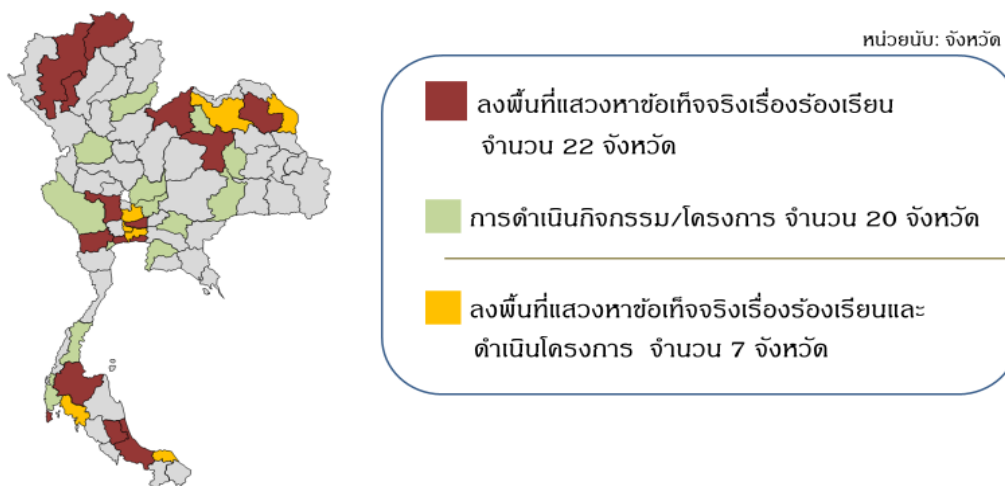 หน่วยนับ: จังหวัด
ลงพื้นที่แสวงหาข้อเท็จจริงเรื่องร้องเรียน
จำนวน 22 จังหวัด
การดำเนินกิจกรรม/โครงการ จำนวน 20 จังหวัด
ลงพื้นที่แสวงหาข้อเท็จจริงเรื่องร้องเรียนและ
ดำเนินโครงการ จำนวน 7 จังหวัด